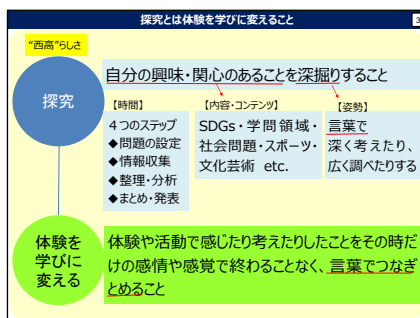 探究とは体験を学びに変えること
3
“西高”らしさ
探究
自分の興味・関心のあることを深掘りすること
【時間】
４つのステップ
◆問題の設定
◆情報収集
◆整理・分析
◆まとめ・発表
【内容・コンテンツ】
SDGs・学問領域・
社会問題・スポーツ・
文化芸術 etc.
【姿勢】
言葉で
深く考えたり、
広く調べたりする
体験を
学びに
変える
体験や活動で感じたり考えたりしたことをその時だ
けの感情や感覚で終わることなく、言葉でつなぎ
とめること